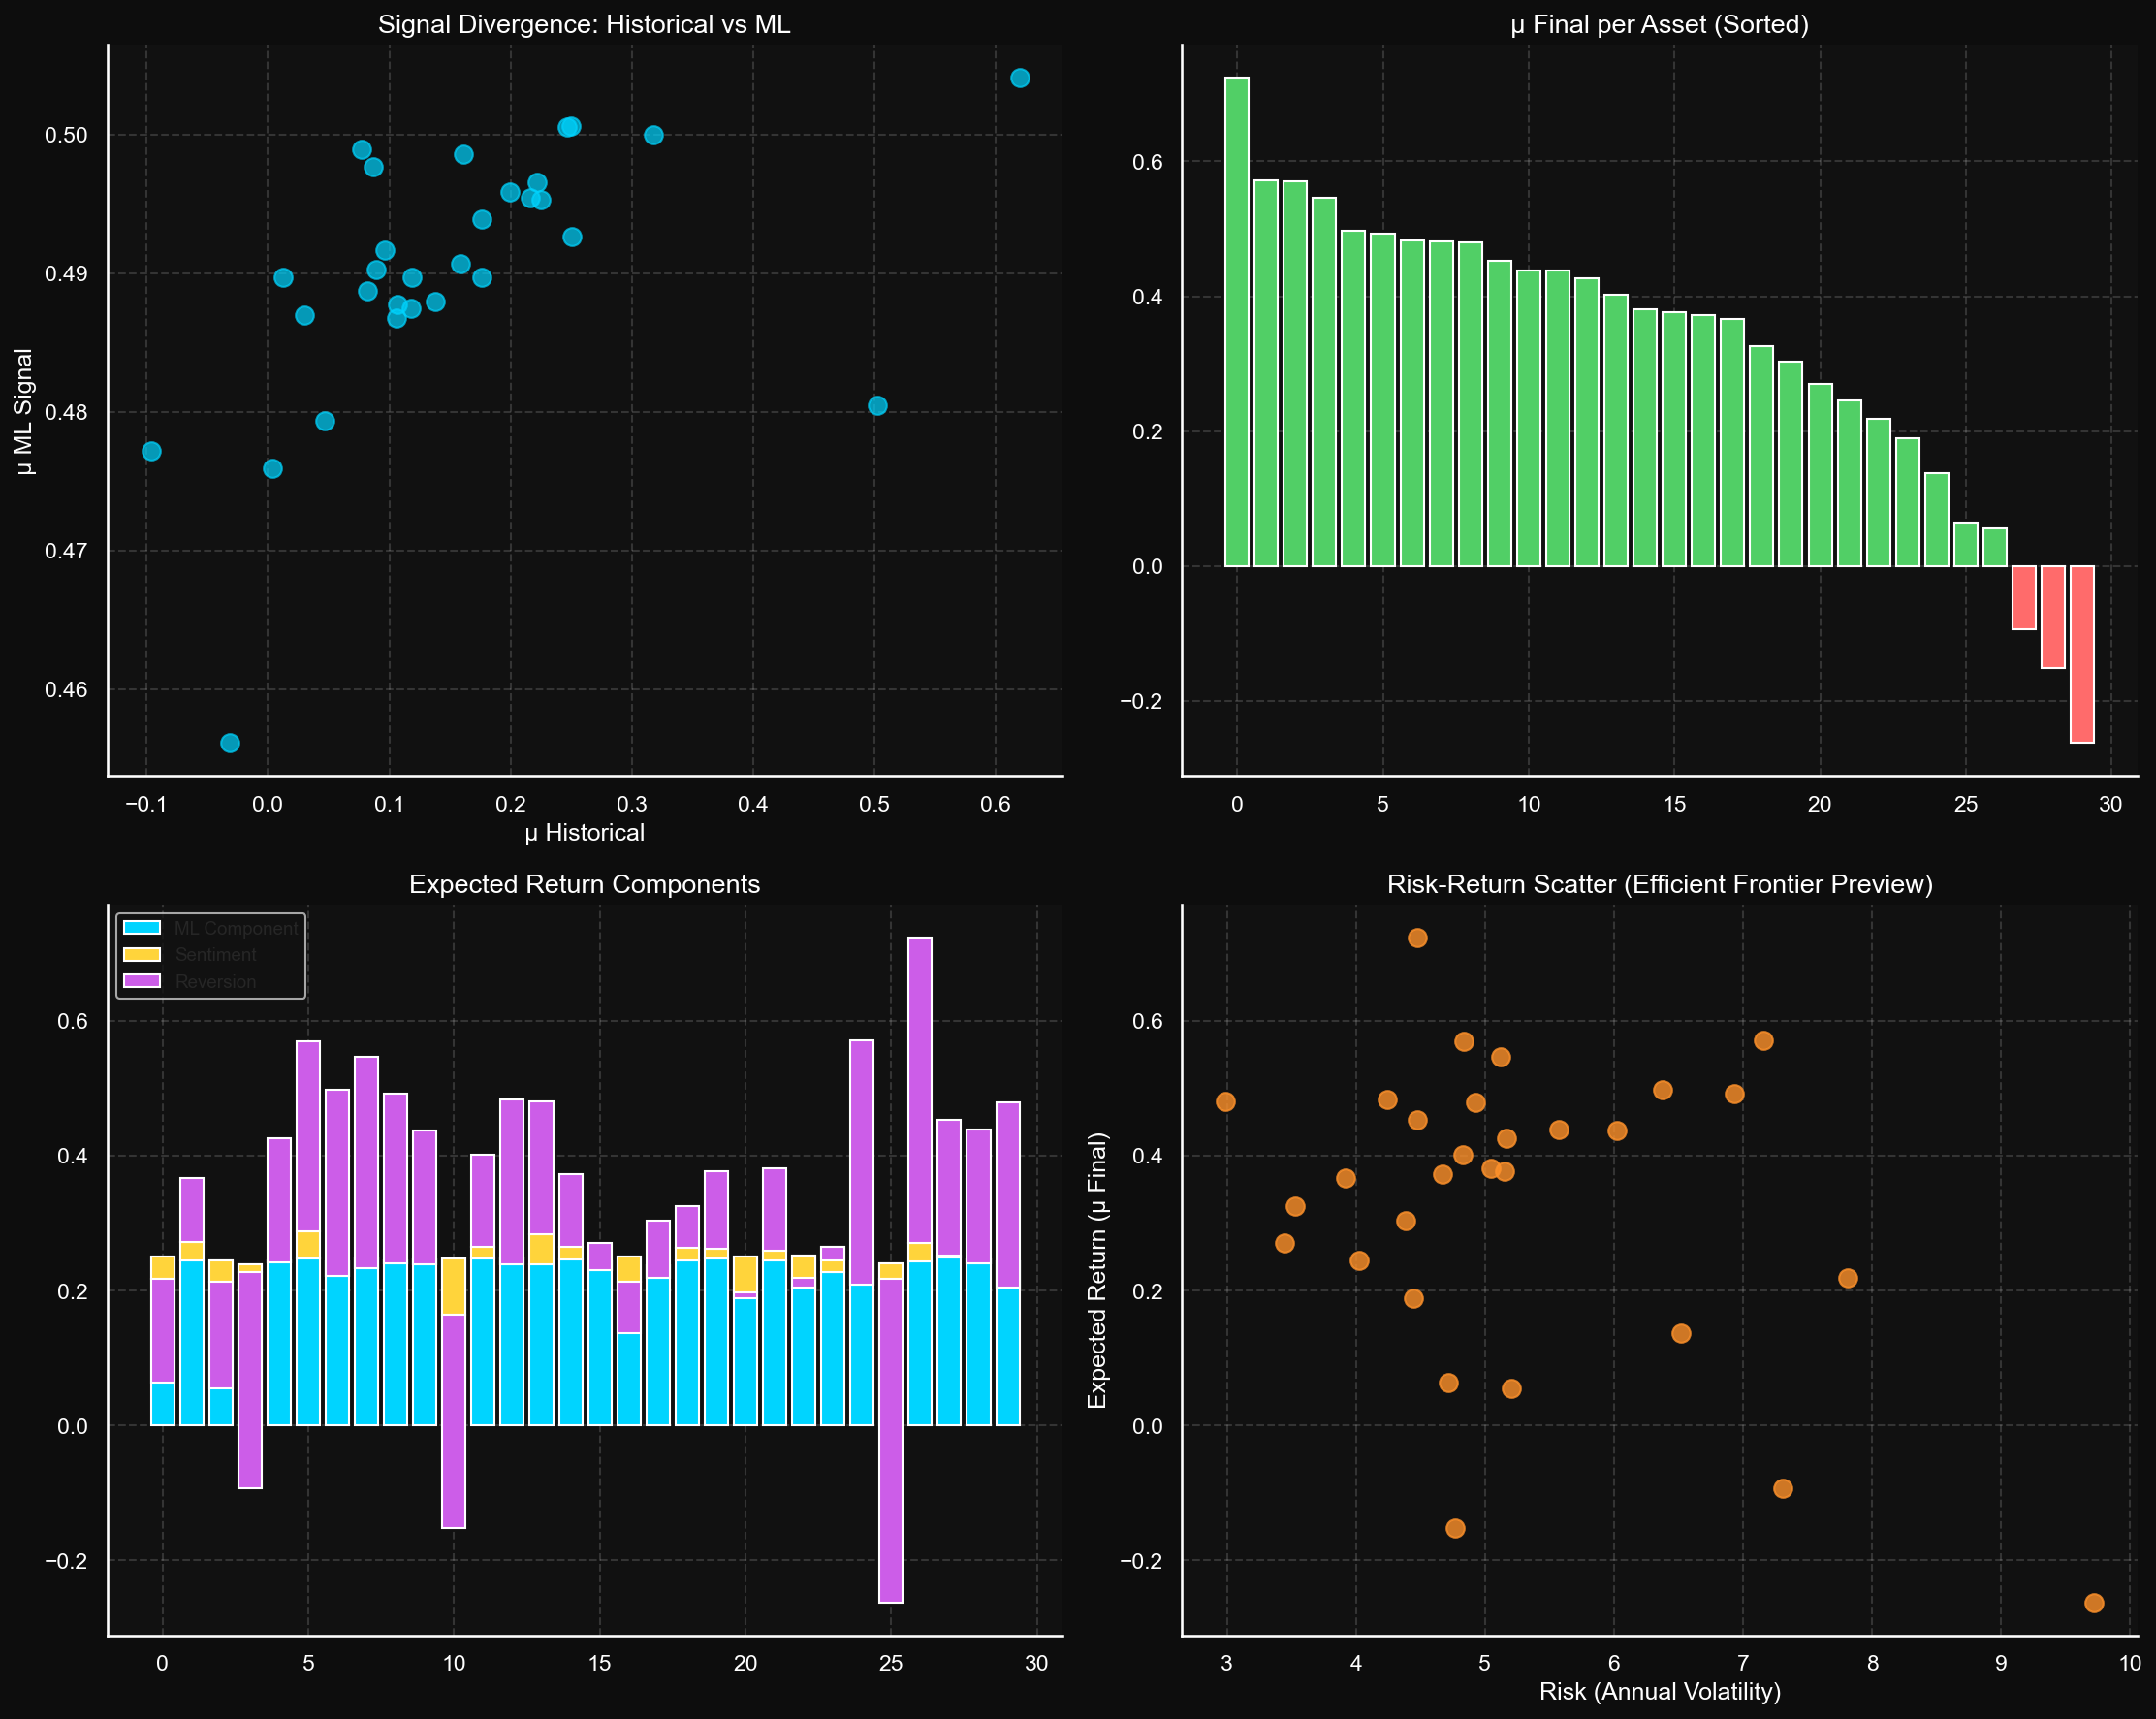 Signal Divergence: Historical vs ML
0.50
0.49
0.48
0.47
0.46
μ ML Signal
−0.1 0.0 0.1 0.2 0.3 0.4 0.5 0.6
μ Historical
μ Final per Asset (Sorted)
0.6
0.4
0.2
0.0
−0.2
0 5 10 15 20 25 30
Expected Return Components
ML Component
Sentiment
Reversion
0.6
0.4
0.2
0.0
−0.2
0 5 10 15 20 25 30
Risk-Return Scatter (Efficient Frontier Preview)
0.6
0.4
0.2
0.0
−0.2
Expected Return (μ Final)
3 4 5 6 7 8 9 10
Risk (Annual Volatility)